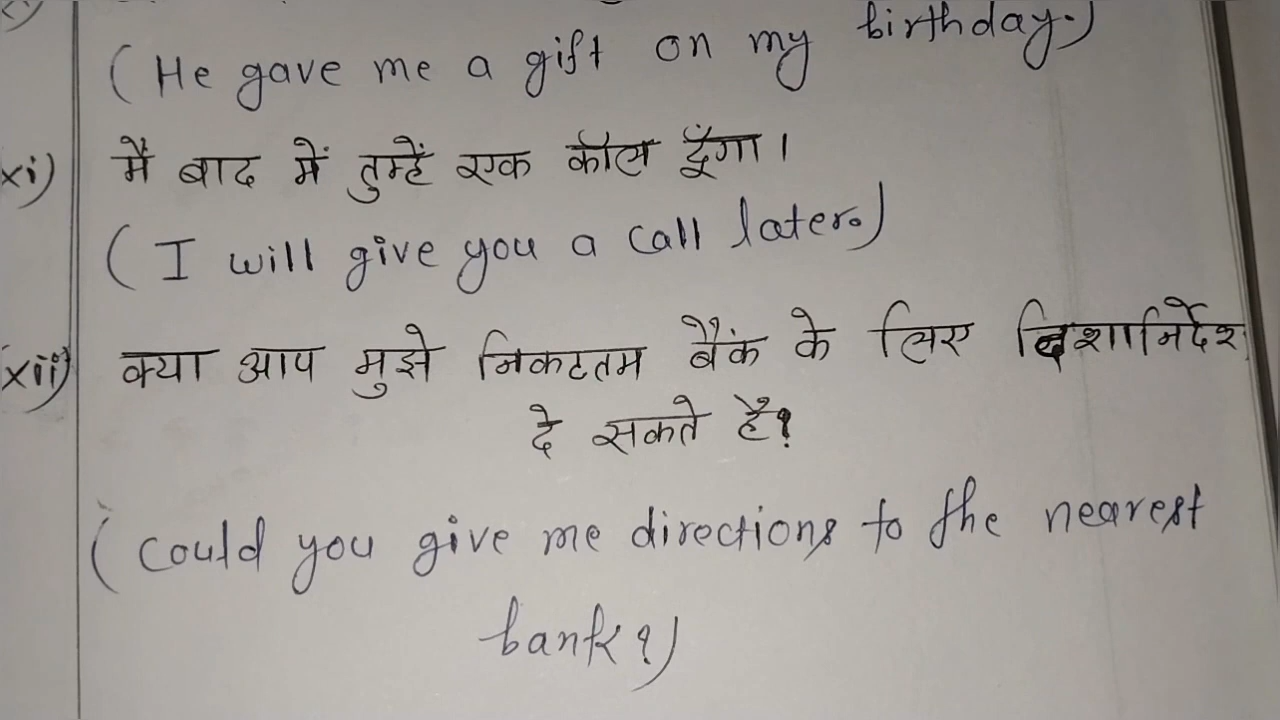 (He gave me a gift on my birthday.)
xi) मैं बाद में तुम्हें एक कॉल दूँगा।
(I will give you a call later.)
xii) क्या आप मुझे निकटतम बैंक के लिए दिशानिर्देश
दे सकते हैं?
(Could you give me directions to the nearest
bank?)